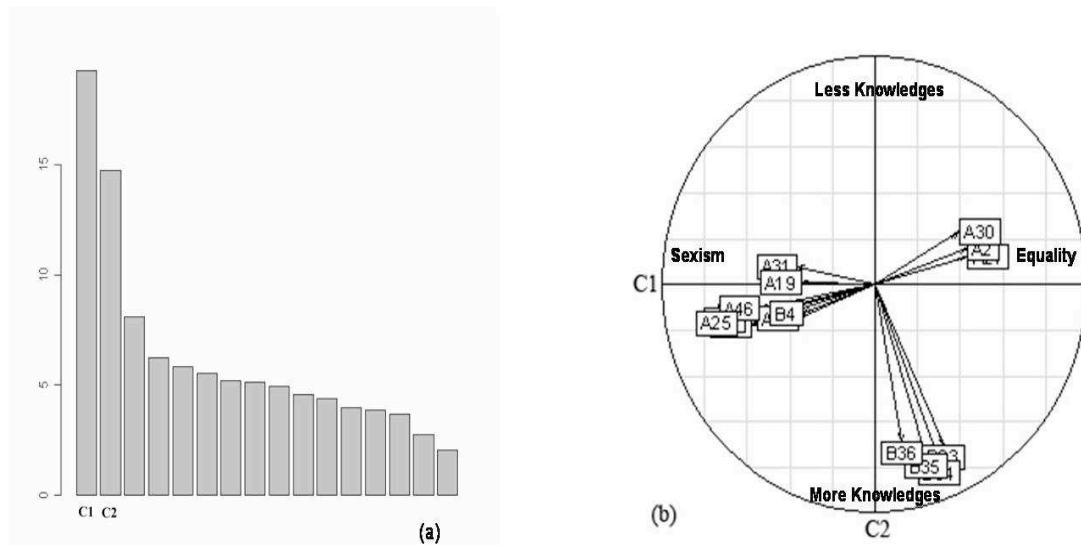 15
10
5
0
C1 C2
(a)
Less Knowledges
A30
A2
Sexism
Equality
A31
A19
C1
A46
B4
A25
B36
B35
More Knowledges
(b)
C2